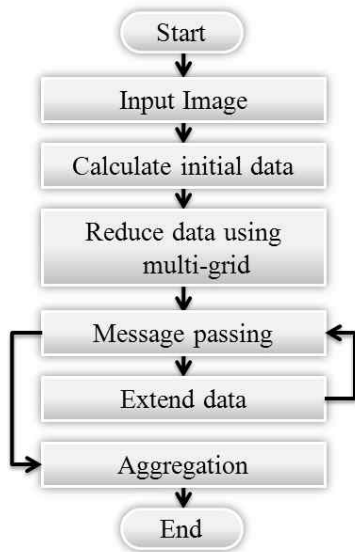 Start
Input Image
Calculate initial data
Reduce data using
multi-grid
Message passing
Extend data
Aggregation
End